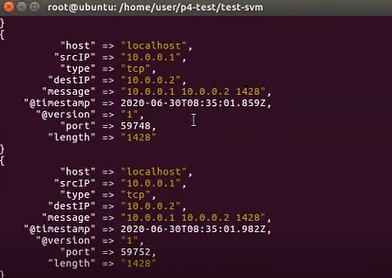 root@ubuntu: /home/user/p4-test/test-svm
}
{
"host" => "localhost",
"srcIP" => "10.0.0.1",
"type" => "tcp",
"destIP" => "10.0.0.2",
"message" => "10.0.0.1 10.0.0.2 1428",
"@timestamp" => 2020-06-30T08:35:01.859Z,
"@version" => "1",
"port" => 59748,
"length" => "1428"
}
{
"host" => "localhost",
"srcIP" => "10.0.0.1",
"type" => "tcp",
"destIP" => "10.0.0.2",
"message" => "10.0.0.1 10.0.0.2 1428",
"@timestamp" => 2020-06-30T08:35:01.982Z,
"@version" => "1",
"port" => 59752,
"length" => "1428"